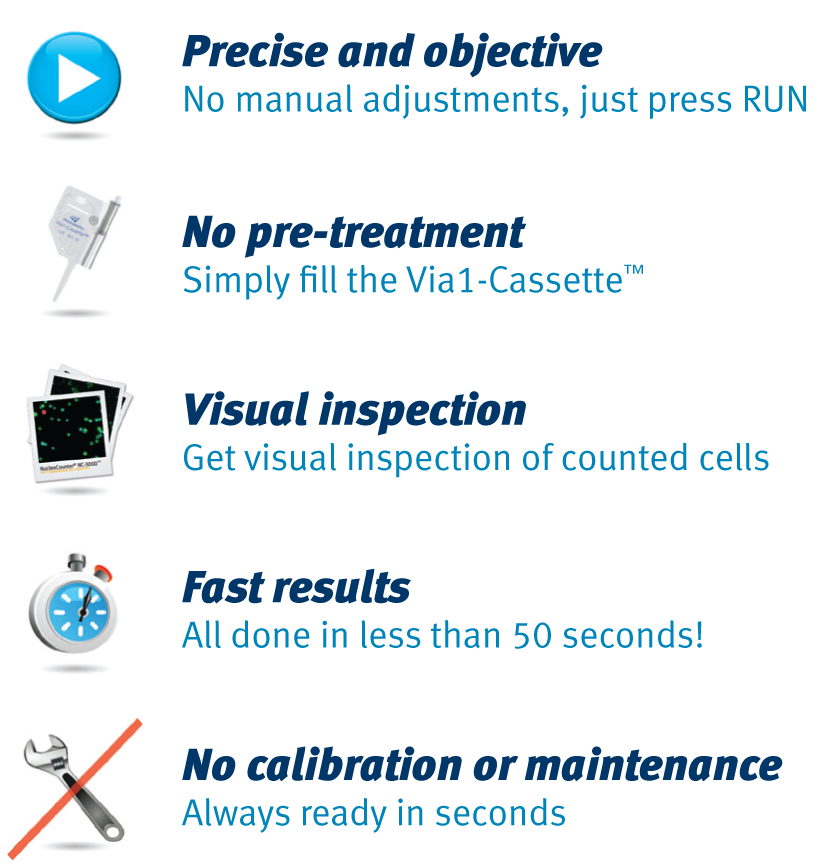 Precise and objective
No manual adjustments, just press RUN
No pre-treatment
Simply fill the Via1-Cassette™
Visual inspection
Get visual inspection of counted cells
NucleoCounter® NC-3000™
Fast results
All done in less than 50 seconds!
No calibration or maintenance
Always ready in seconds